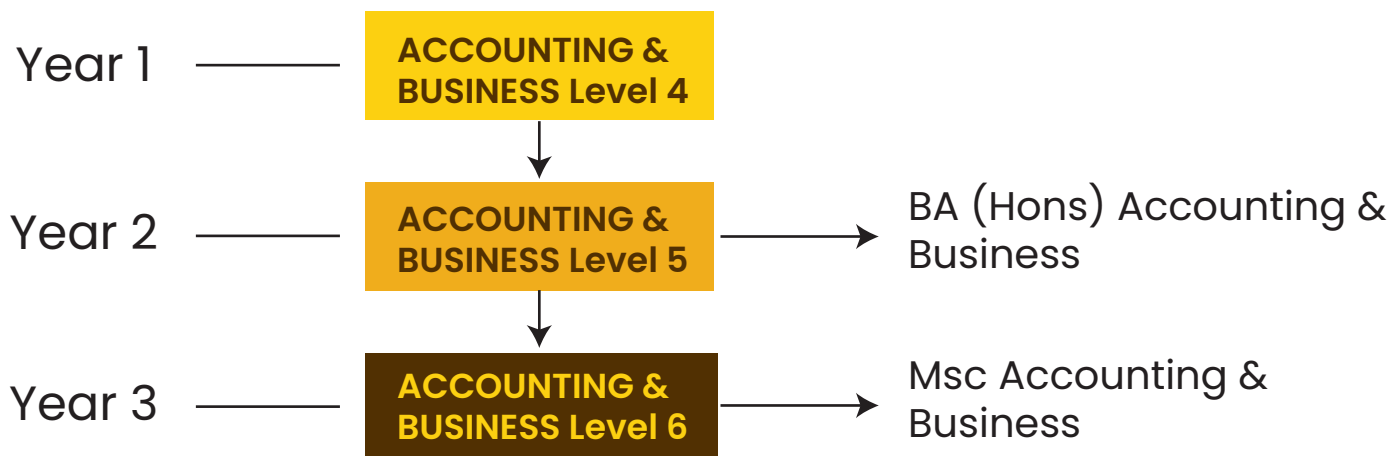 Year 1
ACCOUNTING &
BUSINESS Level 4
Year 2
ACCOUNTING &
BUSINESS Level 5
BA (Hons) Accounting &
Business
Year 3
ACCOUNTING &
BUSINESS Level 6
Msc Accounting &
Business